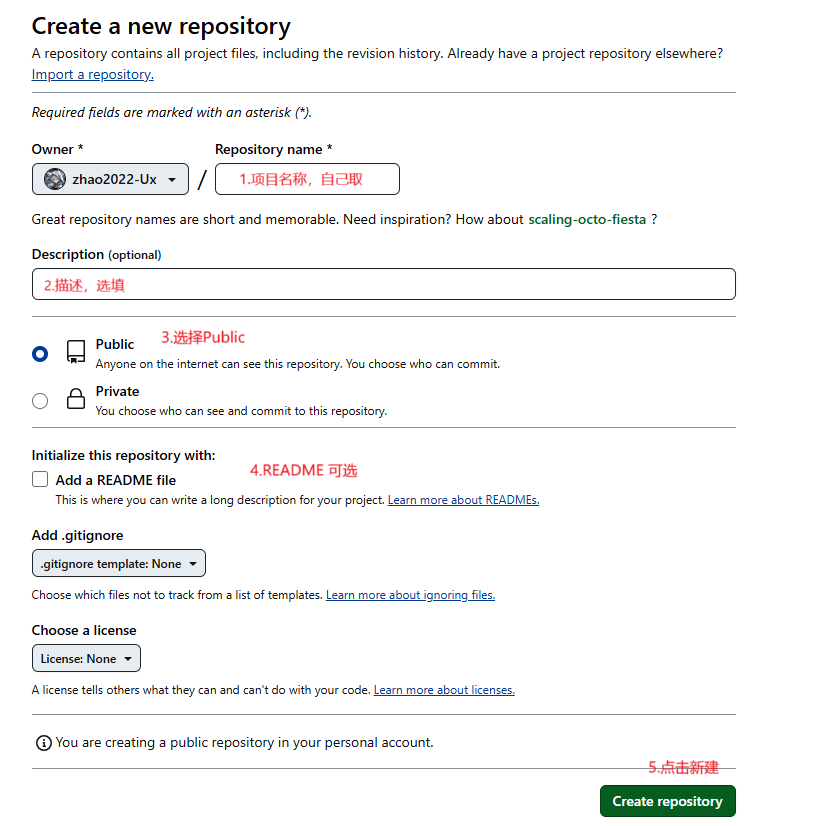 Create a new repository
A repository contains all project files, including the revision history. Already have a project repository elsewhere?
Import a repository.
Required fields are marked with an asterisk (*).
Owner * Repository name *
zhao2022-Ux / 1.项目名称，自己取
Great repository names are short and memorable. Need inspiration? How about scaling-octo-fiesta ?
Description (optional)
2.描述，选填
Public 3.选择Public
Anyone on the internet can see this repository. You choose who can commit.
Private
You choose who can see and commit to this repository.
Initialize this repository with:
4.README 可选
Add a README file
This is where you can write a long description for your project. Learn more about READMEs.
Add .gitignore
.gitignore template: None
Choose which files not to track from a list of templates. Learn more about ignoring files.
Choose a license
License: None
A license tells others what they can and can't do with your code. Learn more about licenses.
You are creating a public repository in your personal account.
5.点击新建
Create repository